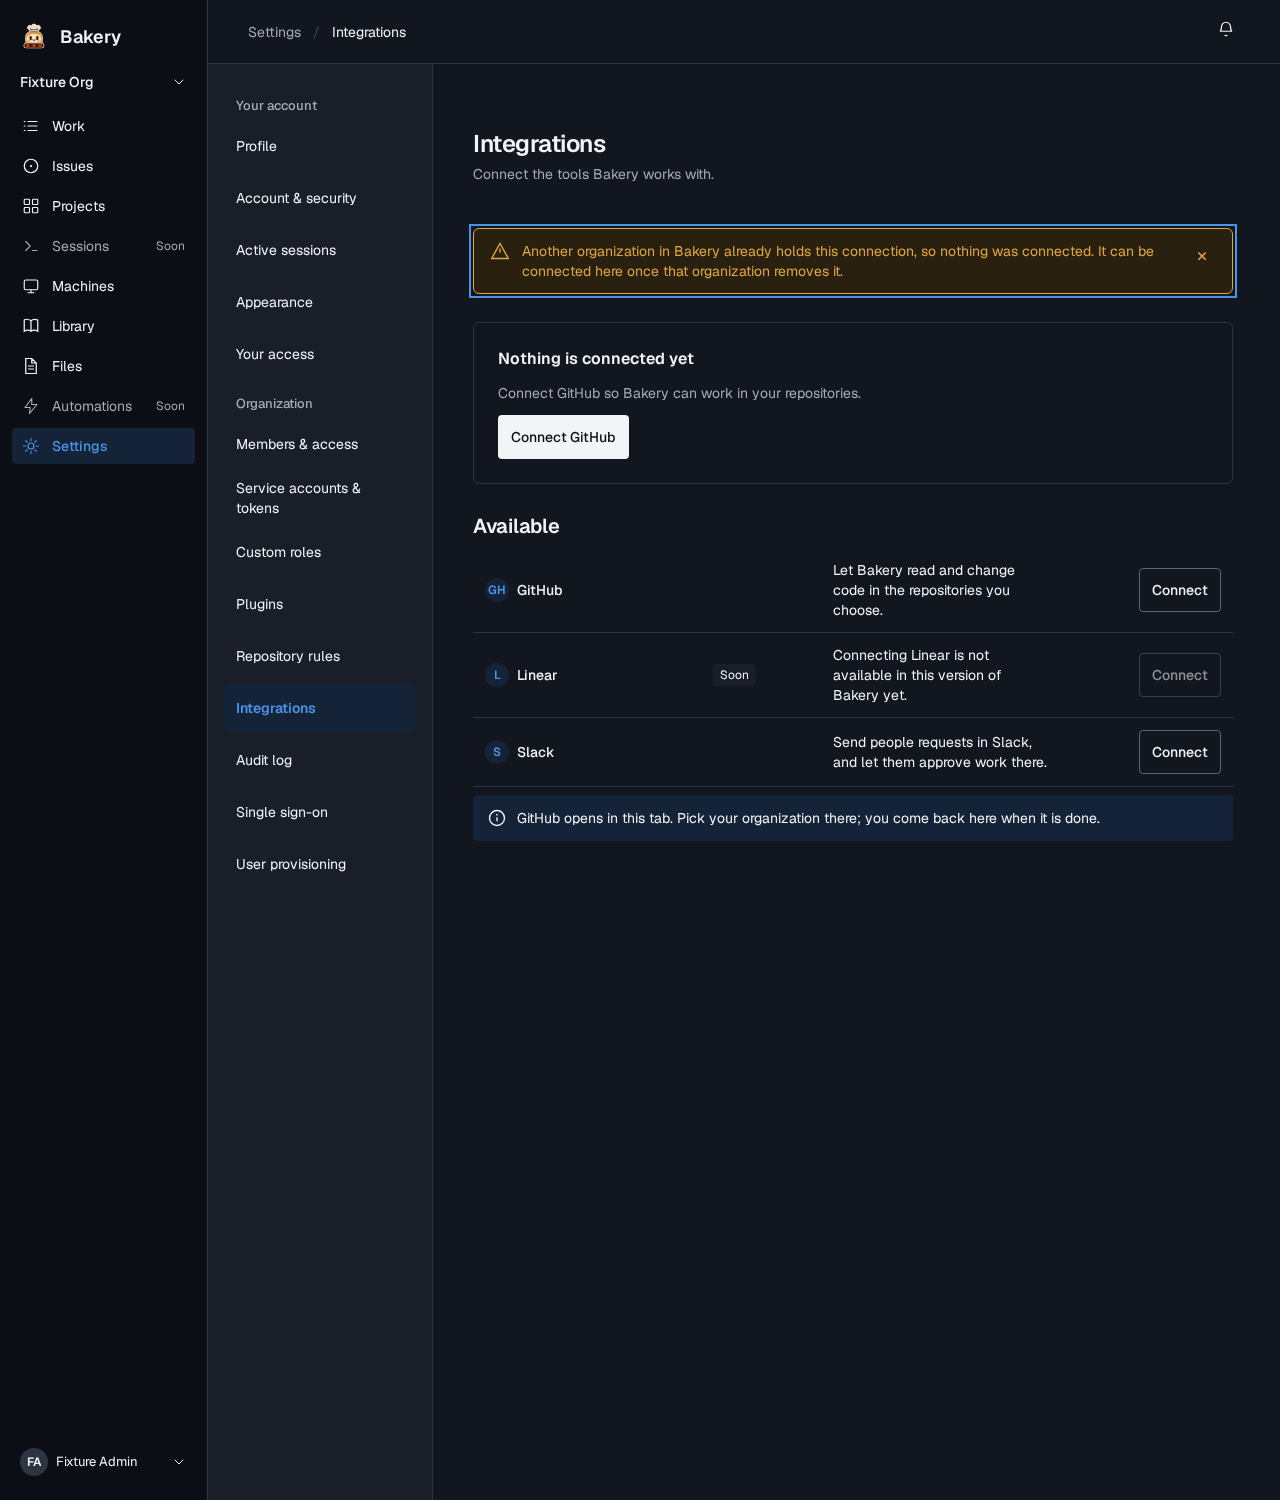 Bakery
Fixture Org
Work
Issues
Projects
Sessions Soon
Machines
Library
Files
Automations Soon
Settings
FA Fixture Admin
Settings / Integrations
Your account
Profile
Account & security
Active sessions
Appearance
Your access
Organization
Members & access
Service accounts &
tokens
Custom roles
Plugins
Repository rules
Integrations
Audit log
Single sign-on
User provisioning
Integrations
Connect the tools Bakery works with.
Another organization in Bakery already holds this connection, so nothing was connected. It can be
connected here once that organization removes it.
Nothing is connected yet
Connect GitHub so Bakery can work in your repositories.
Connect GitHub
Available
GH GitHub
Let Bakery read and change
code in the repositories you
choose.
Connect
L Linear
Soon
Connecting Linear is not
available in this version of
Bakery yet.
Connect
S Slack
Send people requests in Slack,
and let them approve work there.
Connect
GitHub opens in this tab. Pick your organization there; you come back here when it is done.